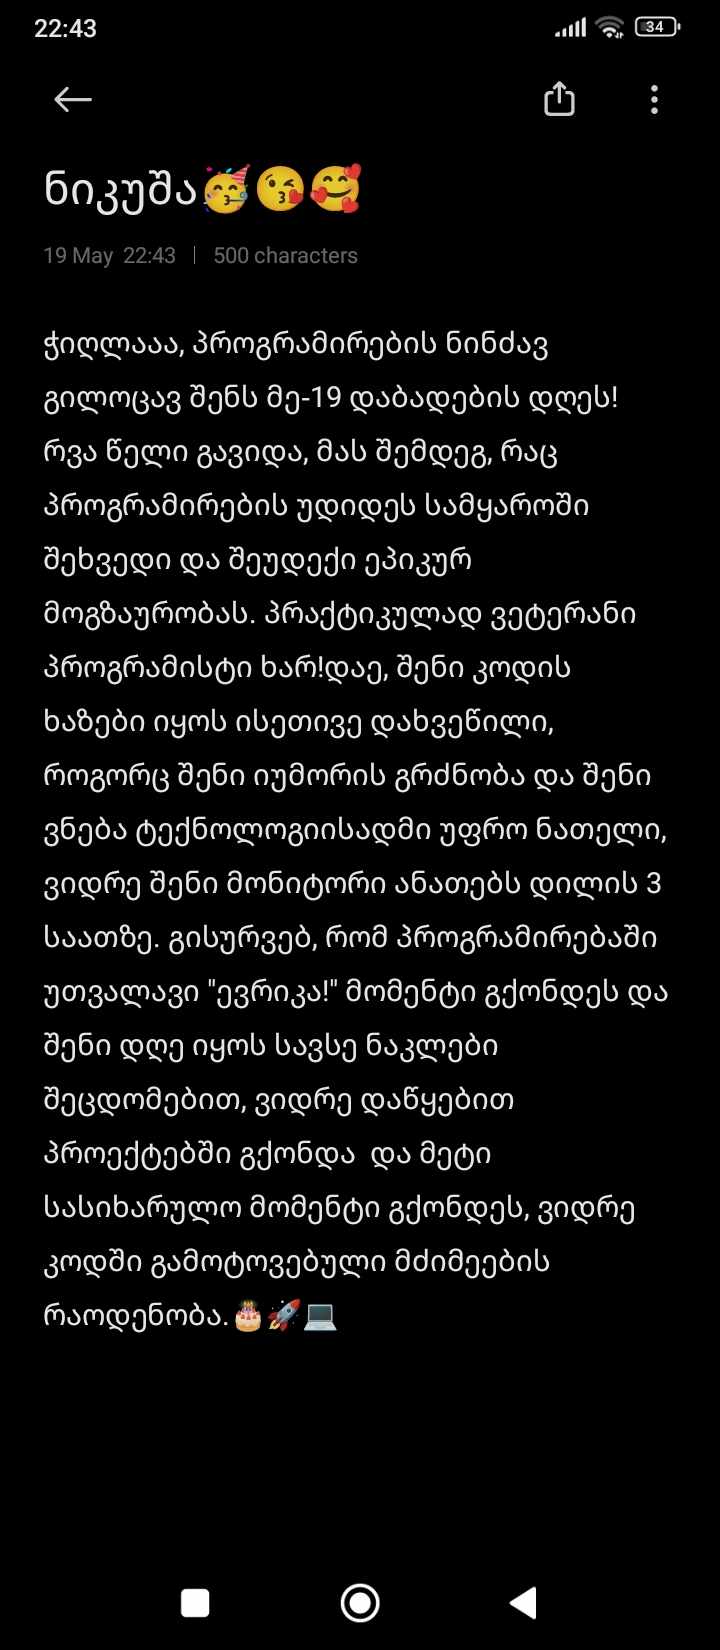 22:43
34
ნიკუშა🥳😘🥰
19 May 22:43 | 500 characters
ჭიღლააა, პროგრამირების ნინძავ
გილოცავ შენს მე-19 დაბადების დღეს!
რვა წელი გავიდა, მას შემდეგ, რაც
პროგრამირების უდიდეს სამყაროში
შეხვედი და შეუდექი ეპიკურ
მოგზაურობას. პრაქტიკულად ვეტერანი
პროგრამისტი ხარ!დაე, შენი კოდის
ხაზები იყოს ისეთივე დახვეწილი,
როგორც შენი იუმორის გრძნობა და შენი
ვნება ტექნოლოგიისადმი უფრო ნათელი,
ვიდრე შენი მონიტორი ანათებს დილის 3
საათზე. გისურვებ, რომ პროგრამირებაში
უთვალავი "ევრიკა!" მომენტი გქონდეს და
შენი დღე იყოს სავსე ნაკლები
შეცდომებით, ვიდრე დაწყებით
პროექტებში გქონდა  და მეტი
სასიხარულო მომენტი გქონდეს, ვიდრე
კოდში გამოტოვებული მძიმეების
რაოდენობა.🎂🚀💻